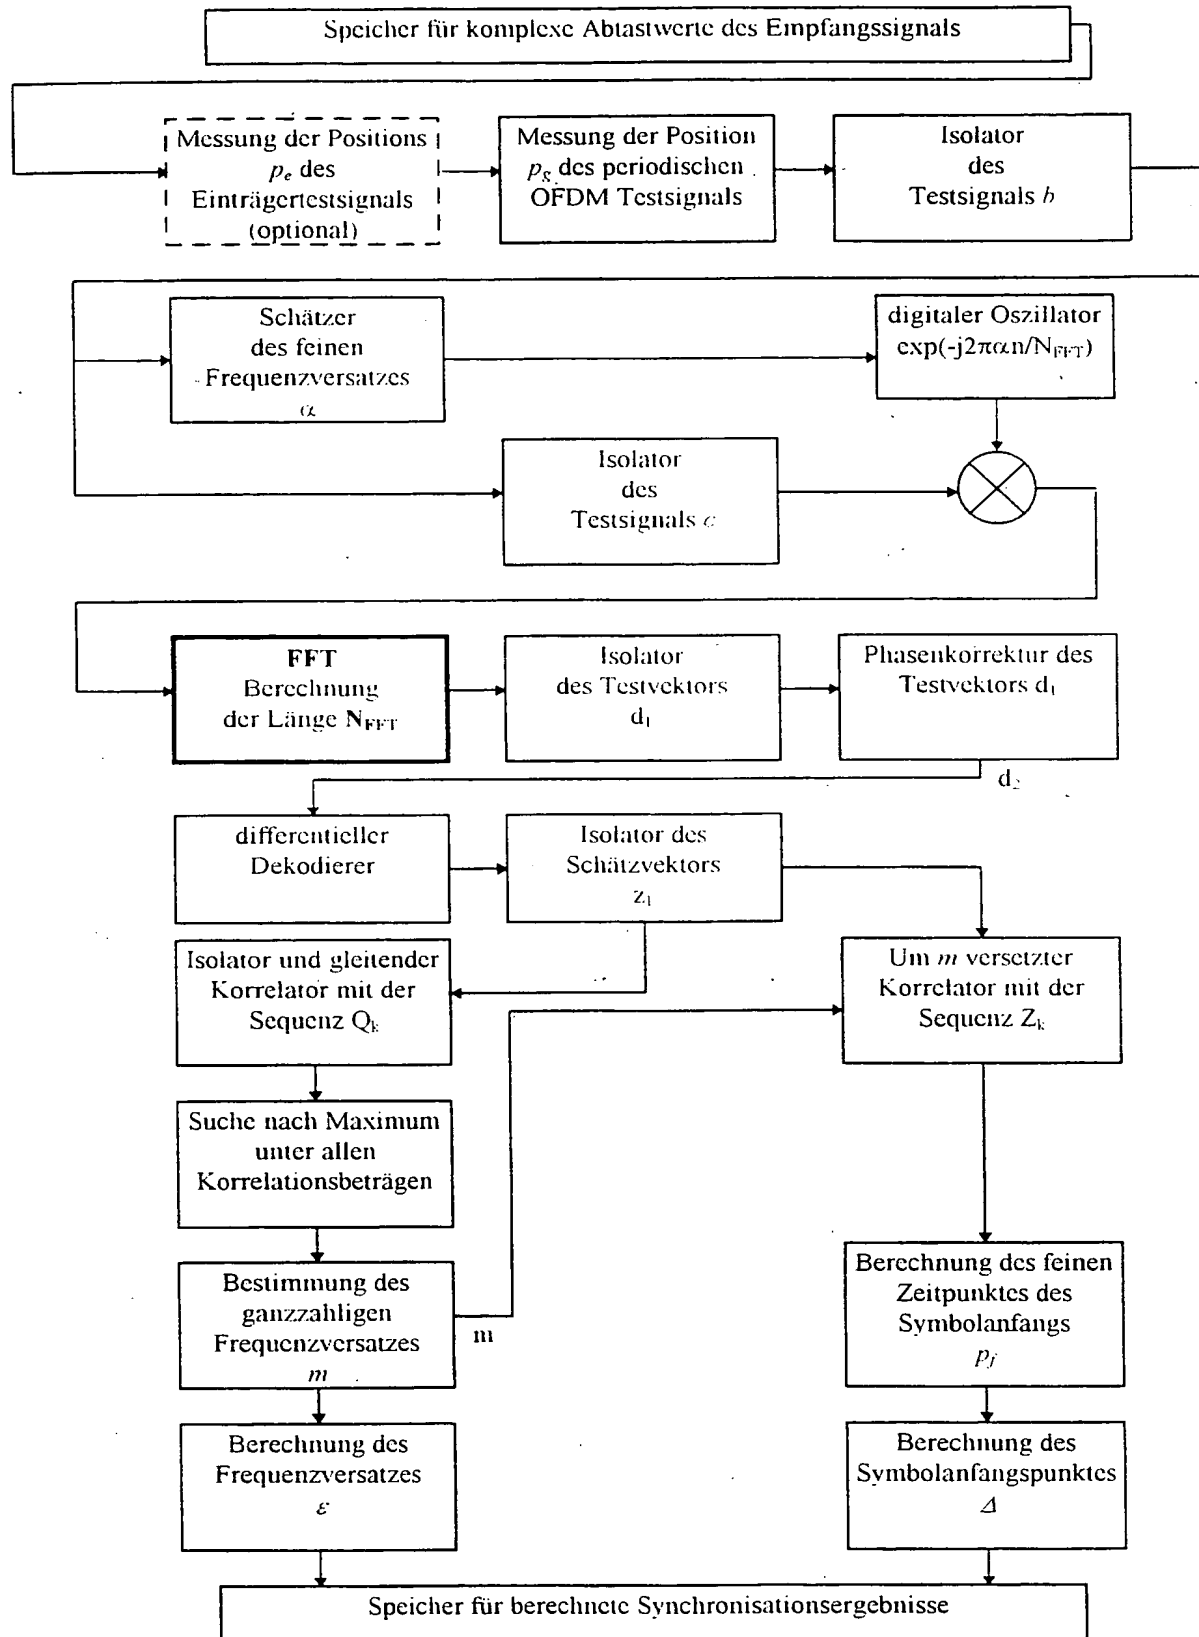 Speicher für komplexe Abtastwerte des Empfangssignals
Messung der Positions
pe des
Einträgertestsignals
(optional)
Messung der Position
pg des periodischen
OFDM Testsignals
Isolator
des
Testsignals b
Schätzer
des feinen
Frequenzversatzes
α
digitaler Oszillator
exp(-j2παn/NFFT)
Isolator
des
Testsignals c
FFT
Berechnung
der Länge NFFT
Isolator
des Testvektors
d1
Phasenkorrektur des
Testvektors d1
d2
differentieller
Dekodierer
Isolator des
Schätzvektors
z1
Isolator und gleitender
Korrelator mit der
Sequenz Qk
Um m versetzter
Korrelator mit der
Sequenz Zk
Suche nach Maximum
unter allen
Korrelationsbeträgen
Bestimmung des
ganzzahligen
Frequenzversatzes
m
m
Berechnung des feinen
Zeitpunktes des
Symbolanfangs
pf
Berechnung des
Frequenzversatzes
ε
Berechnung des
Symbolanfangspunktes
Δ
Speicher für berechnete Synchronisationsergebnisse